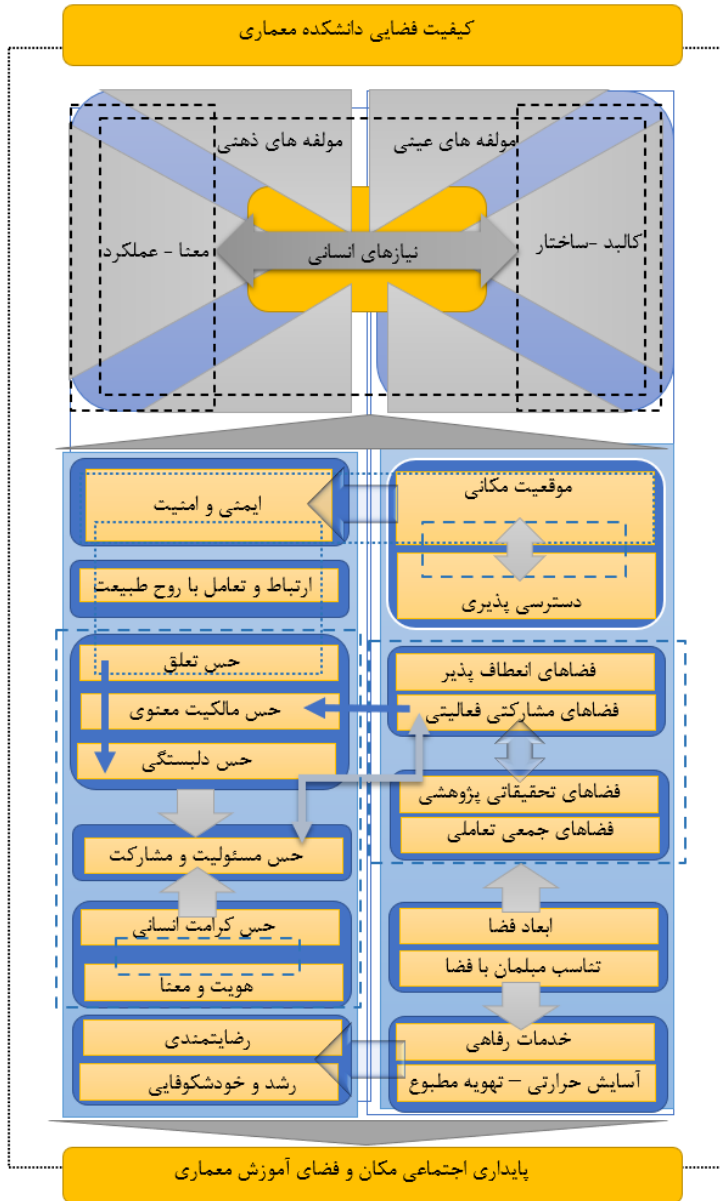 کیفیت فضایی دانشکده معماری
مولفه های عینی
مولفه های ذهنی
کالبد -ساختار
نیازهای انسانی
معنا - عملکرد
موقعیت مکانی
دسترسی پذیری
فضاهای انعطاف پذیر
فضاهای مشارکتی فعالیتی
فضاهای تحقیقاتی پژوهشی
فضاهای جمعی تعاملی
ابعاد فضا
تناسب مبلمان با فضا
خدمات رفاهی
آسایش حرارتی – تهویه مطبوع
ایمنی و امنیت
ارتباط و تعامل با روح طبیعت
حس تعلق
حس مالکیت معنوی
حس دلبستگی
حس مسئولیت و مشارکت
حس کرامت انسانی
هویت و معنا
رضایتمندی
رشد و خودشکوفایی
پایداری اجتماعی مکان و فضای آموزش معماری